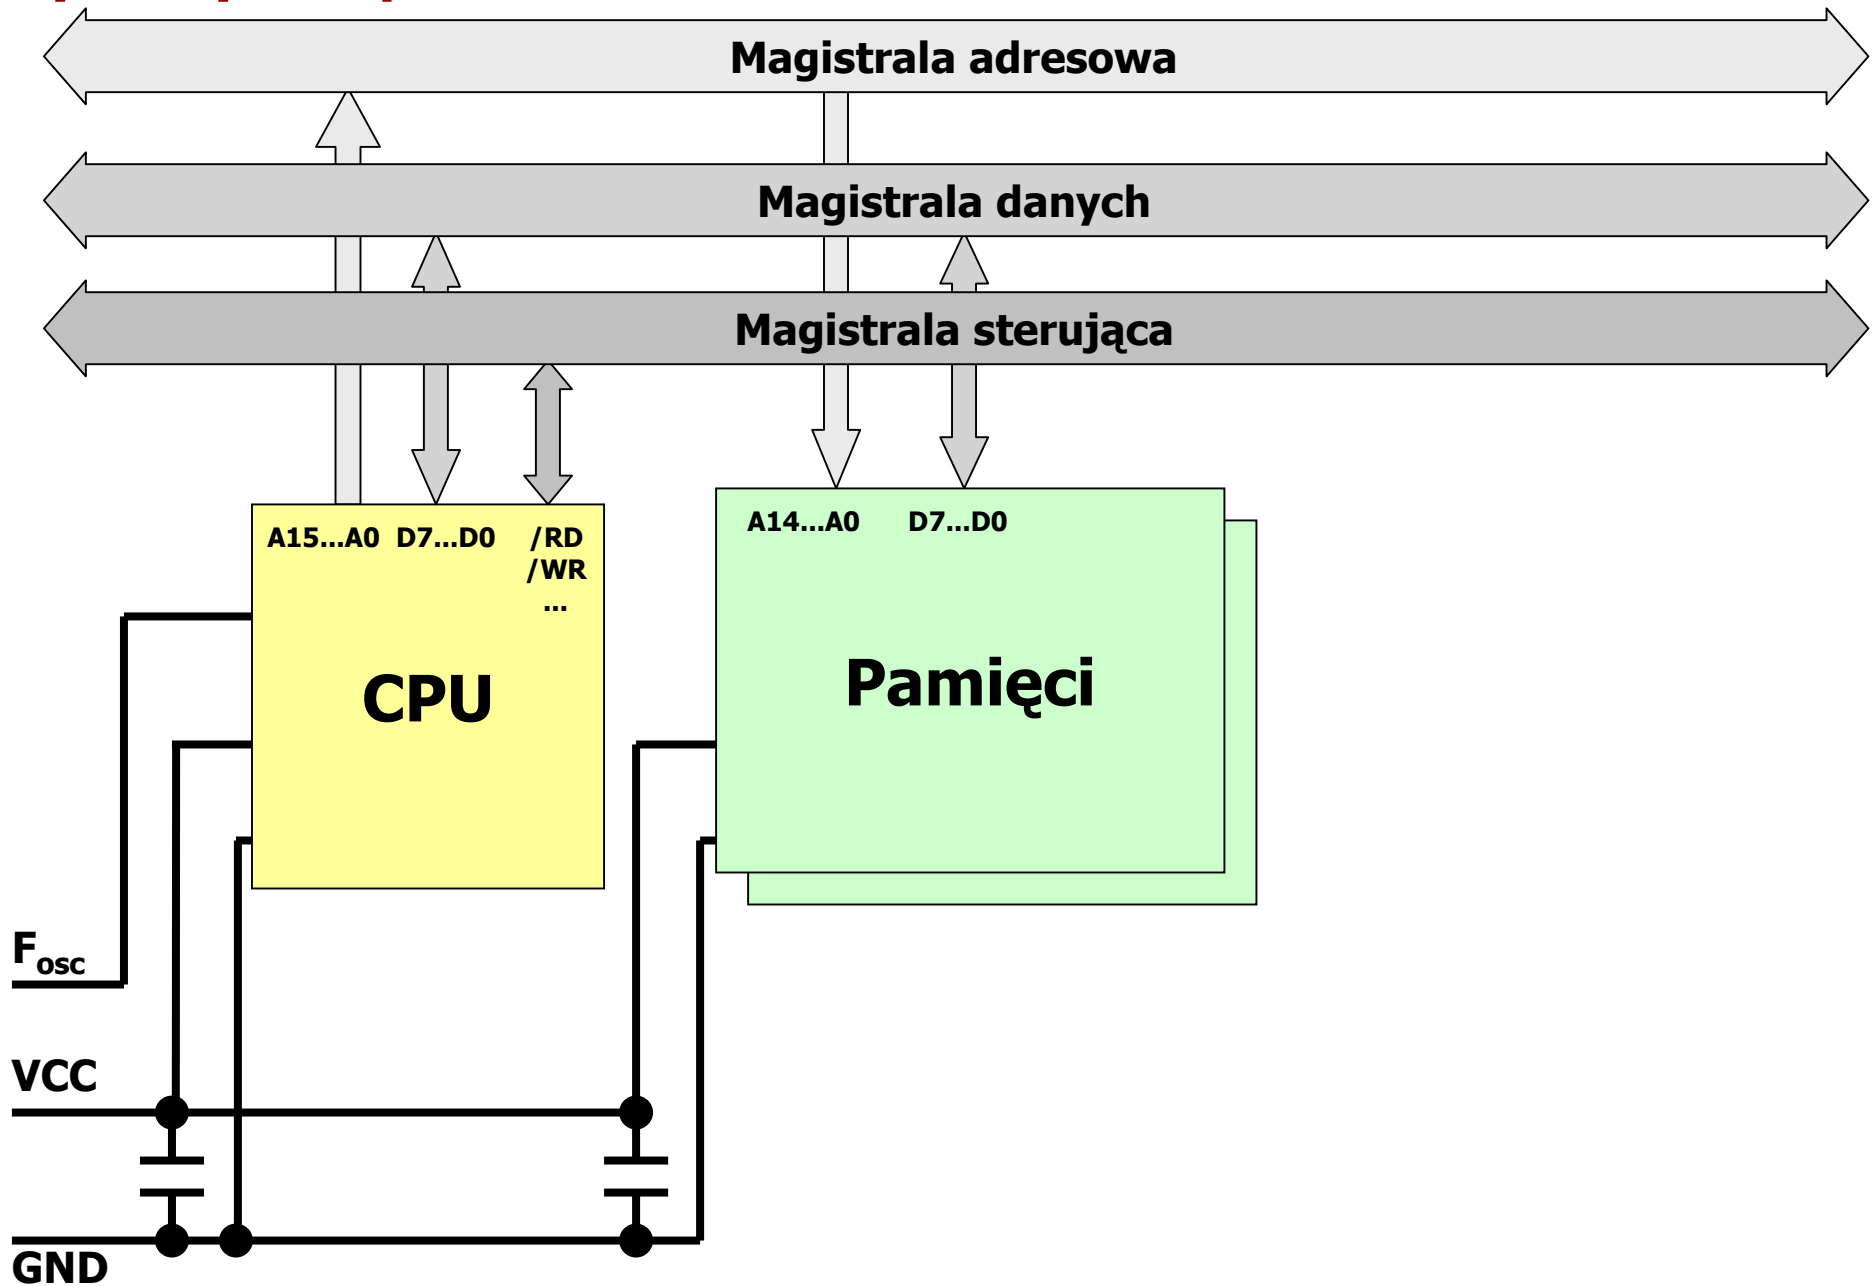 Magistrala adresowa
Magistrala danych
Magistrala sterująca
A15...A0 D7...D0 /RD
/WR
...
CPU
A14...A0 D7...D0
Pamięci
Fosc
VCC
GND